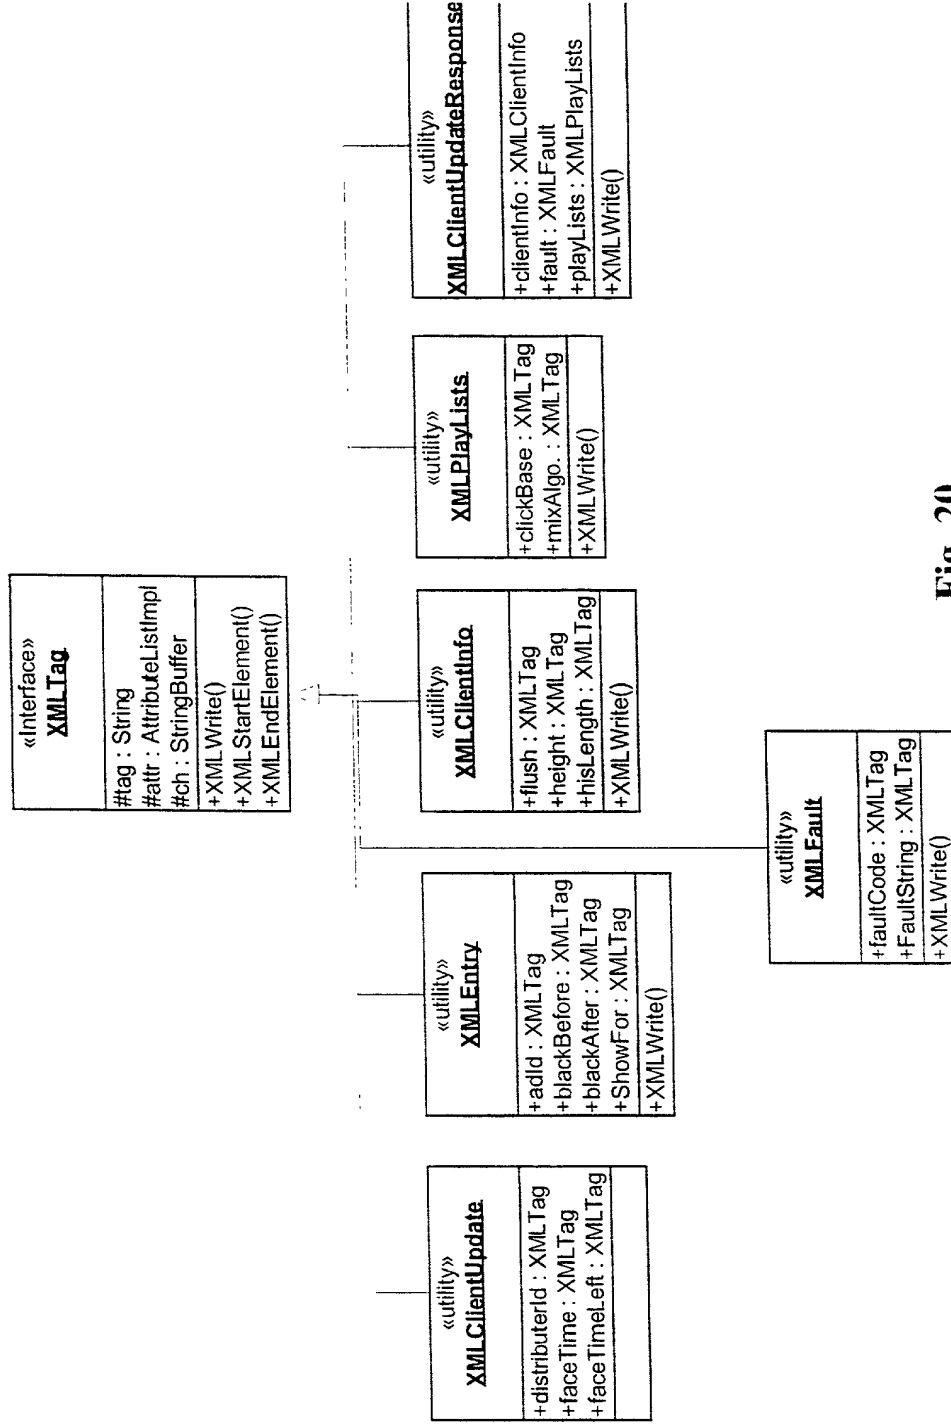 «Interface»
XMLTag
#tag : String
#attr : AttributeListImpl
#ch : StringBuffer
+XMLWrite()
+XMLStartElement()
+XMLEndElement()
«utility»
XMLClientUpdate
+distributerId : XMLTag
+faceTime : XMLTag
+faceTimeLeft : XMLTag
«utility»
XMLEntry
+adId : XMLTag
+blackBefore : XMLTag
+blackAfter : XMLTag
+ShowFor : XMLTag
+XMLWrite()
«utility»
XMLClientInfo
+flush : XMLTag
+height : XMLTag
+hisLength : XMLTag
+XMLWrite()
«utility»
XMLPlayLists
+clickBase : XMLTag
+mixAlgo. : XMLTag
+XMLWrite()
«utility»
XMLClientUpdateResponse
+clientInfo : XMLClientInfo
+fault : XMLFault
+playLists : XMLPlayLists
+XMLWrite()
«utility»
XMLFault
+faultCode : XMLTag
+FaultString : XMLTag
+XMLWrite()
Fig. 20